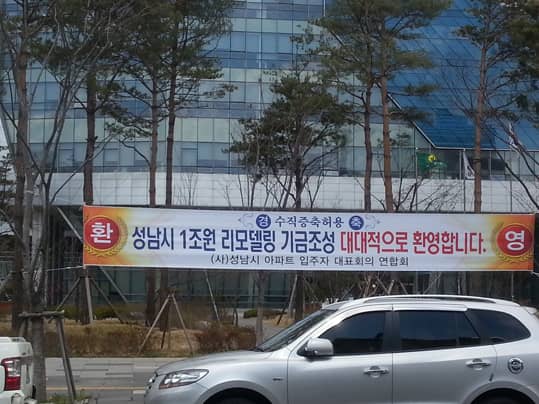 경 수직증축허용 축
환 성남시 1조원 리모델링 기금조성 대대적으로 환영합니다. 영
(사)성남시 아파트 입주자 대표회의 연합회